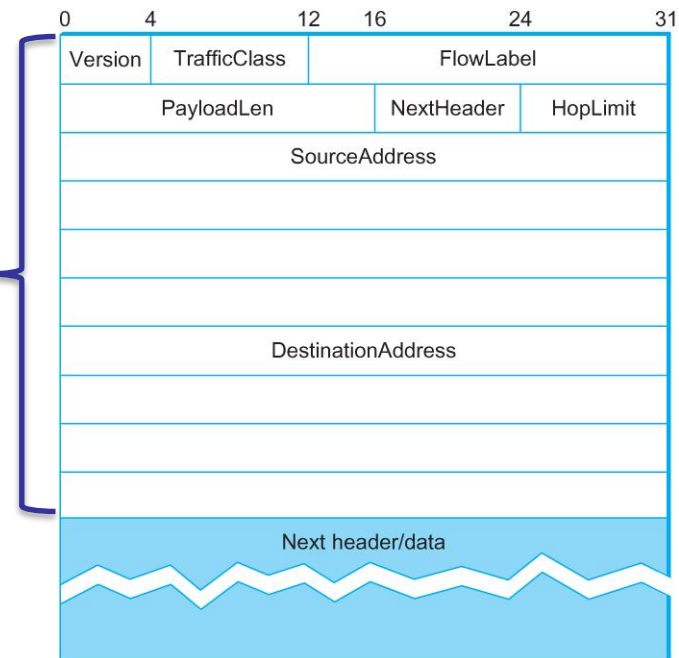 0 4 12 16 24 31
Version TrafficClass FlowLabel
PayloadLen NextHeader HopLimit
SourceAddress
DestinationAddress
Next header/data